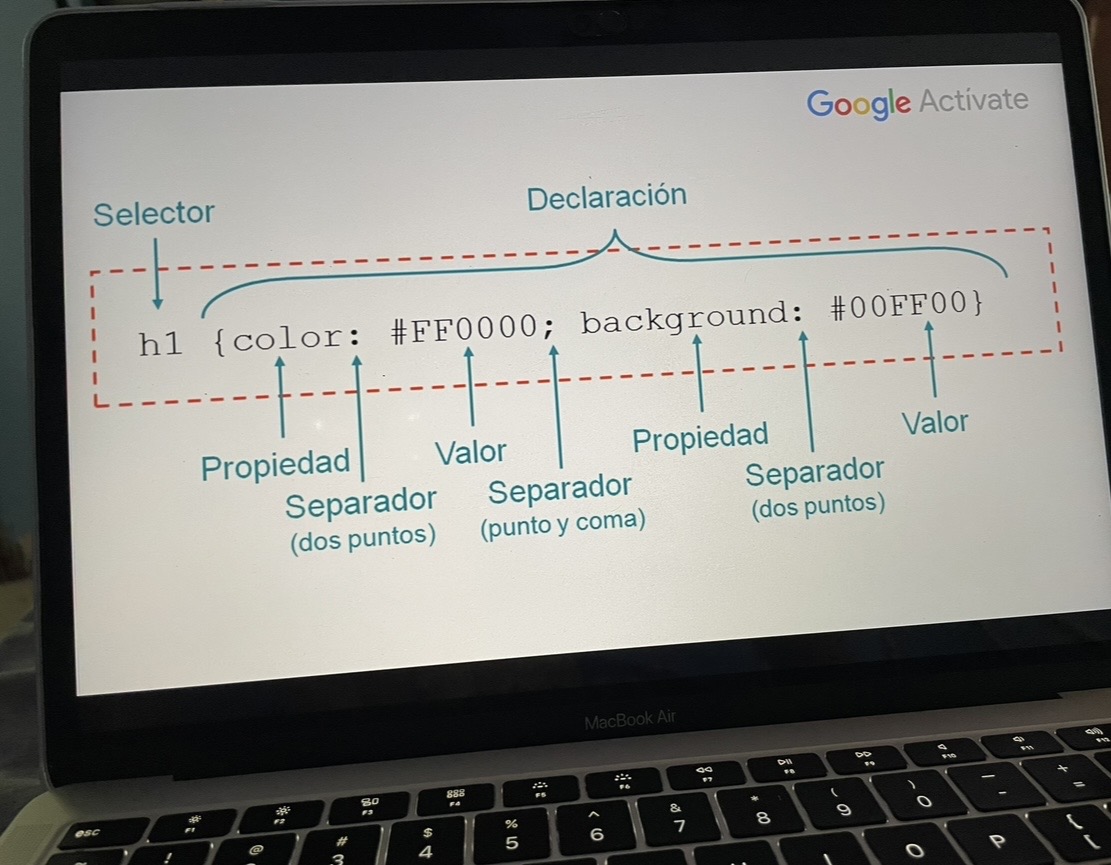 Google Actívate
Selector
Declaración
h1 {color: #FF0000; background: #00FF00}
Propiedad
Separador
(dos puntos)
Valor
Separador
(punto y coma)
Propiedad
Separador
(dos puntos)
Valor
MacBook Air
esc F1 F2 F3 F4 F5 F6 F7 F8 F9 F10 F11 F12
! @ # 3 $ 4 % 5 ^ 6 & 7 * 8 ( 9 ) 0 — - + =
I O P { [